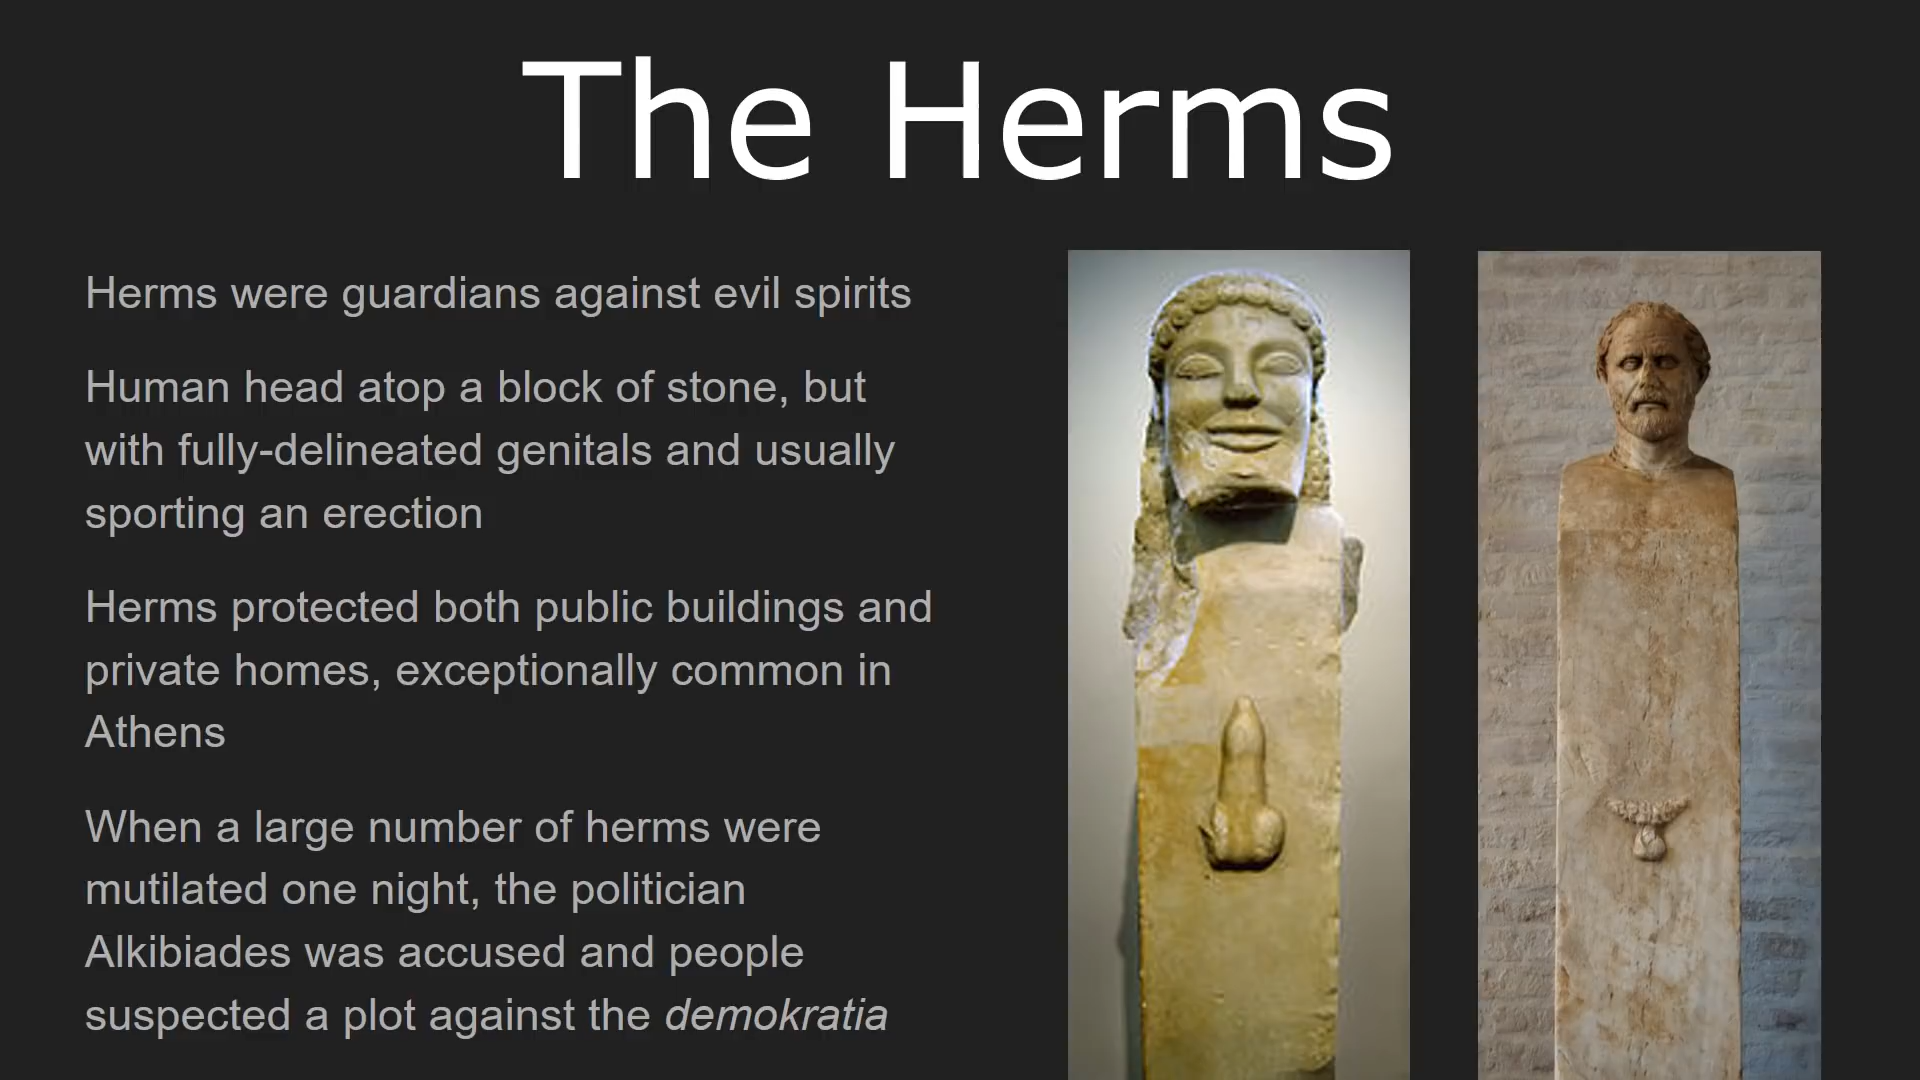 The Herms
Herms were guardians against evil spirits
Human head atop a block of stone, but
with fully-delineated genitals and usually
sporting an erection
Herms protected both public buildings and
private homes, exceptionally common in
Athens
When a large number of herms were
mutilated one night, the politician
Alkibiades was accused and people
suspected a plot against the demokratia